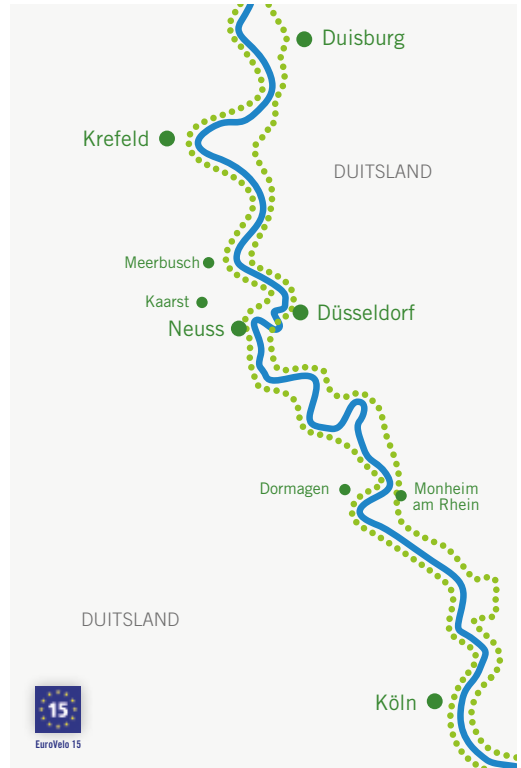 Duisburg
Krefeld
DUITSLAND
Meerbusch
Kaarst
Düsseldorf
Neuss
Dormagen
Monheim
am Rhein
DUITSLAND
Köln
15
EuroVelo 15